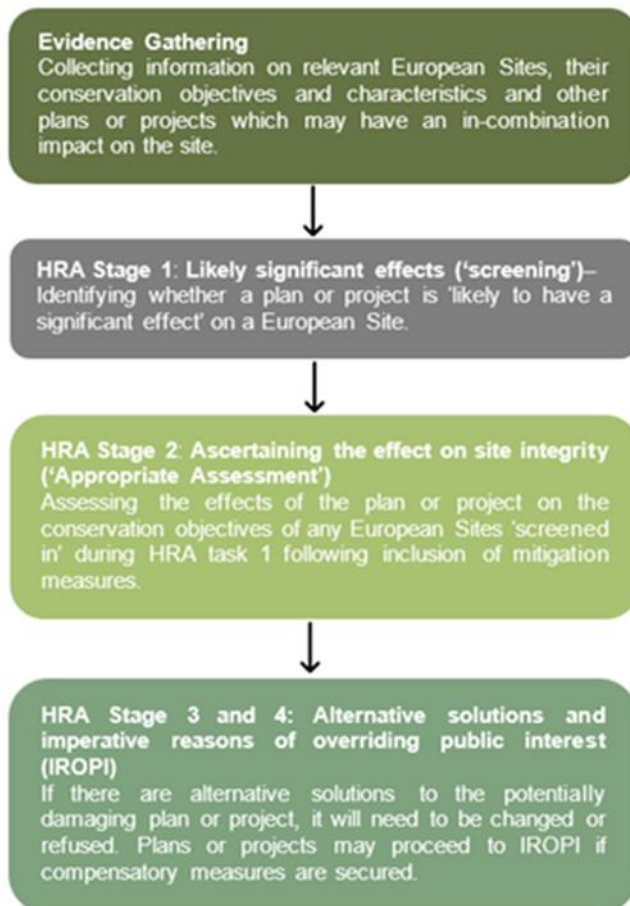 Evidence Gathering
Collecting information on relevant European Sites, their
conservation objectives and characteristics and other
plans or projects which may have an in-combination
impact on the site.
HRA Stage 1: Likely significant effects (‘screening’)–
Identifying whether a plan or project is ‘likely to have a
significant effect’ on a European Site.
HRA Stage 2: Ascertaining the effect on site integrity
(‘Appropriate Assessment’)
Assessing the effects of the plan or project on the
conservation objectives of any European Sites ‘screened
in’ during HRA task 1 following inclusion of mitigation
measures.
HRA Stage 3 and 4: Alternative solutions and
imperative reasons of overriding public interest
(IROPI)
If there are alternative solutions to the potentially
damaging plan or project, it will need to be changed or
refused. Plans or projects may proceed to IROPI if
compensatory measures are secured.